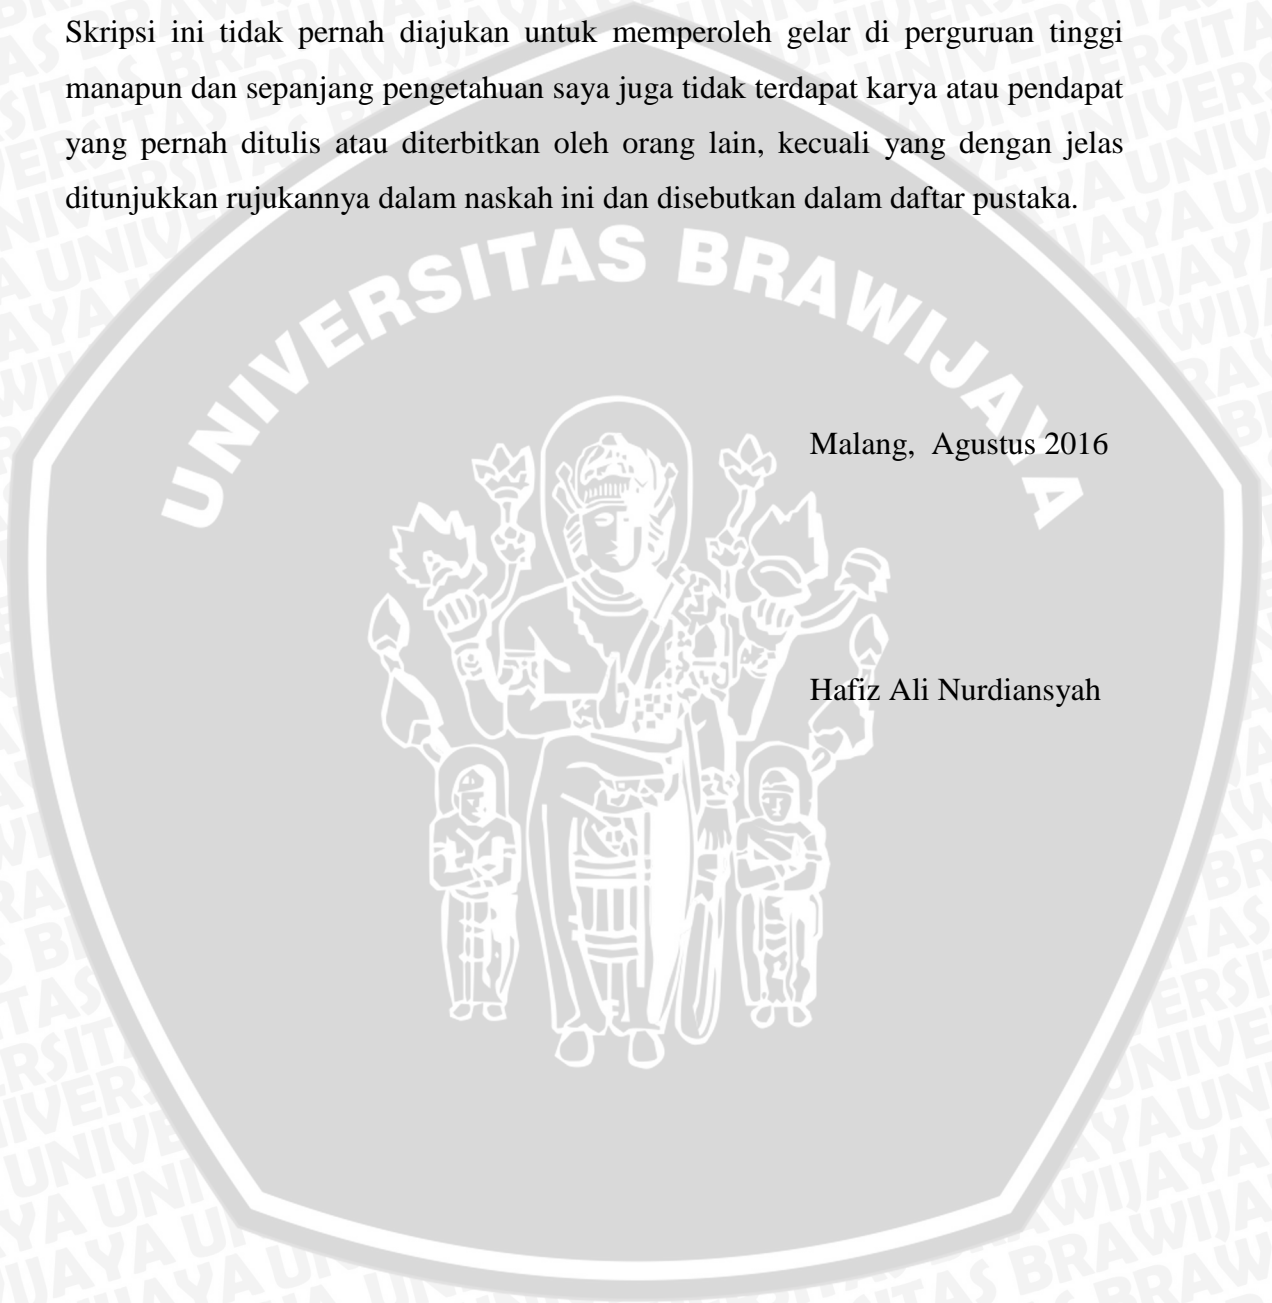 Skripsi ini tidak pernah diajukan untuk memperoleh gelar di perguruan tinggi
manapun dan sepanjang pengetahuan saya juga tidak terdapat karya atau pendapat
yang pernah ditulis atau diterbitkan oleh orang lain, kecuali yang dengan jelas
ditunjukkan rujukannya dalam naskah ini dan disebutkan dalam daftar pustaka.
UNIVERSITAS BRAWIJAYA
Malang,  Agustus 2016
Hafiz Ali Nurdiansyah